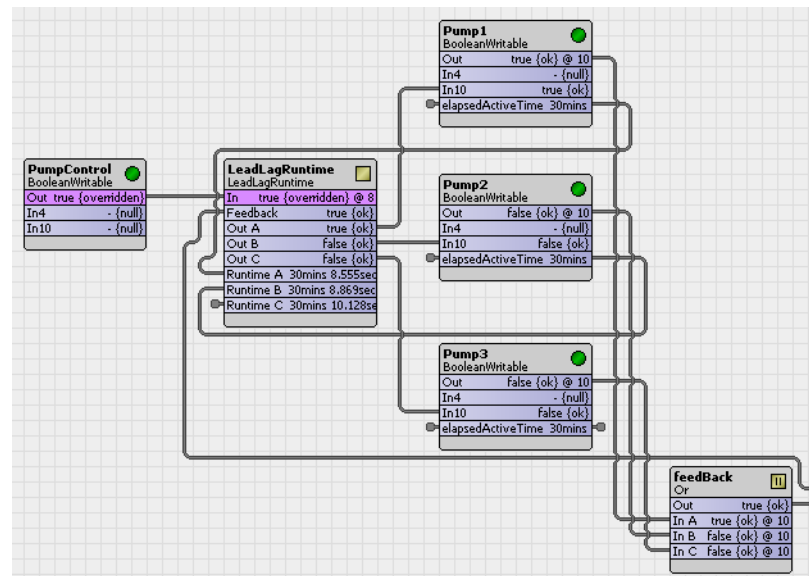 Pump1
BooleanWritable
Out true {ok} @ 10
In4 - {null}
In10 true {ok}
elapsedActiveTime 30mins
PumpControl
BooleanWritable
Out true {overridden}
In4 - {null}
In10 - {null}
LeadLagRuntime
LeadLagRuntime
In true {overridden} @ 8
Feedback true {ok}
Out A true {ok}
Out B false {ok}
Out C false {ok}
Runtime A 30mins 8.555sec
Runtime B 30mins 8.869sec
Runtime C 30mins 10.128se
Pump2
BooleanWritable
Out false {ok} @ 10
In4 - {null}
In10 false {ok}
elapsedActiveTime 30mins
Pump3
BooleanWritable
Out false {ok} @ 10
In4 - {null}
In10 false {ok}
elapsedActiveTime 30mins
feedBack
Or
Out true {ok}
In A true {ok} @ 10
In B false {ok} @ 10
In C false {ok} @ 10